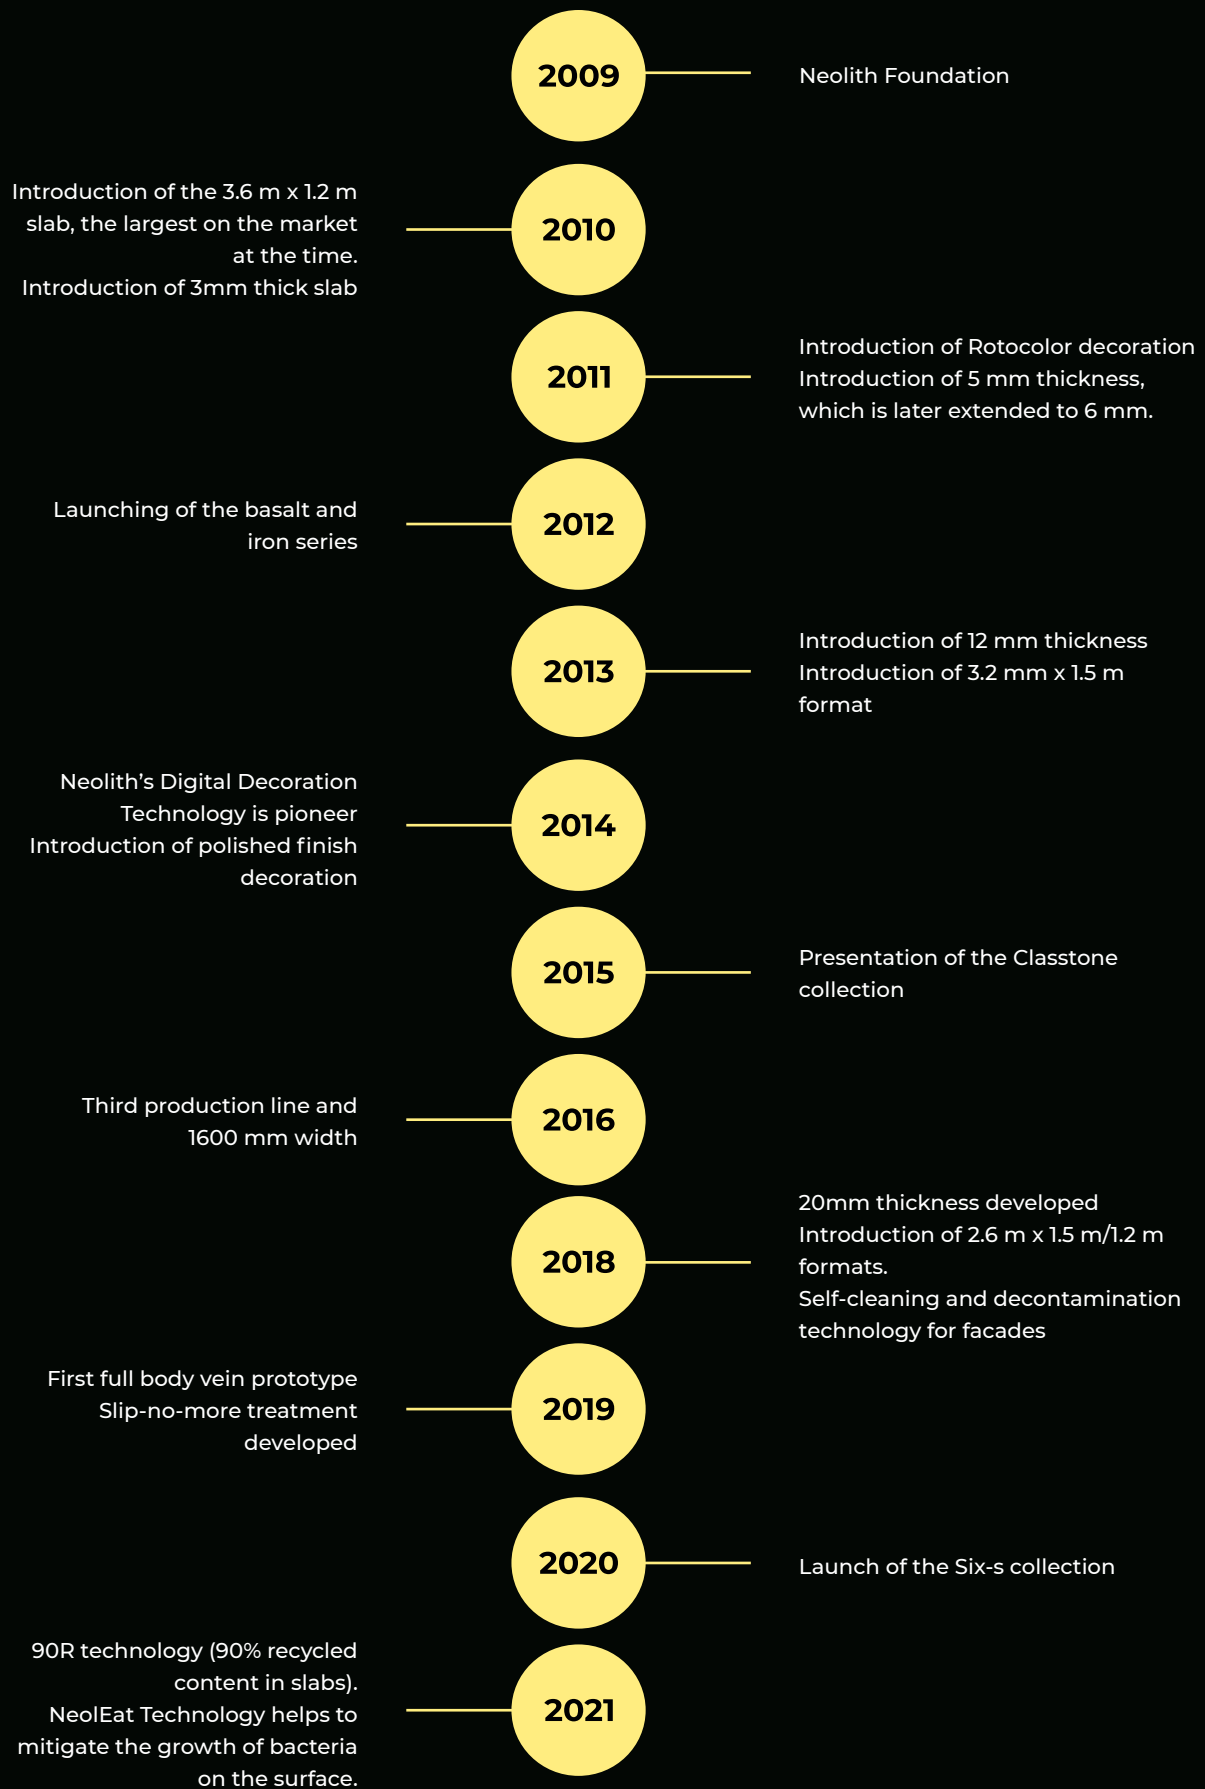 2009
Neolith Foundation
Introduction of the 3.6 m x 1.2 m
slab, the largest on the market
at the time.
Introduction of 3mm thick slab
2010
2011
Introduction of Rotocolor decoration
Introduction of 5 mm thickness,
which is later extended to 6 mm.
Launching of the basalt and
iron series
2012
2013
Introduction of 12 mm thickness
Introduction of 3.2 mm x 1.5 m
format
Neolith’s Digital Decoration
Technology is pioneer
Introduction of polished finish
decoration
2014
2015
Presentation of the Classtone
collection
Third production line and
1600 mm width
2016
2018
20mm thickness developed
Introduction of 2.6 m x 1.5 m/1.2 m
formats.
Self-cleaning and decontamination
technology for facades
First full body vein prototype
Slip-no-more treatment
developed
2019
2020
Launch of the Six-s collection
90R technology (90% recycled
content in slabs).
NeolEat Technology helps to
mitigate the growth of bacteria
on the surface.
2021